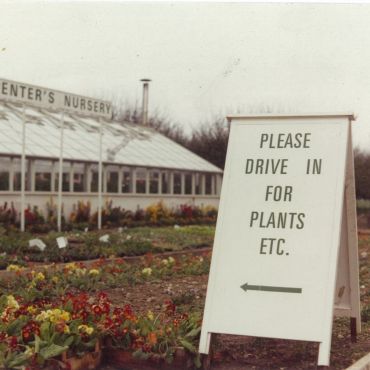 ENTER'S NURSERY
PLEASE
DRIVE IN
FOR
PLANTS
ETC.